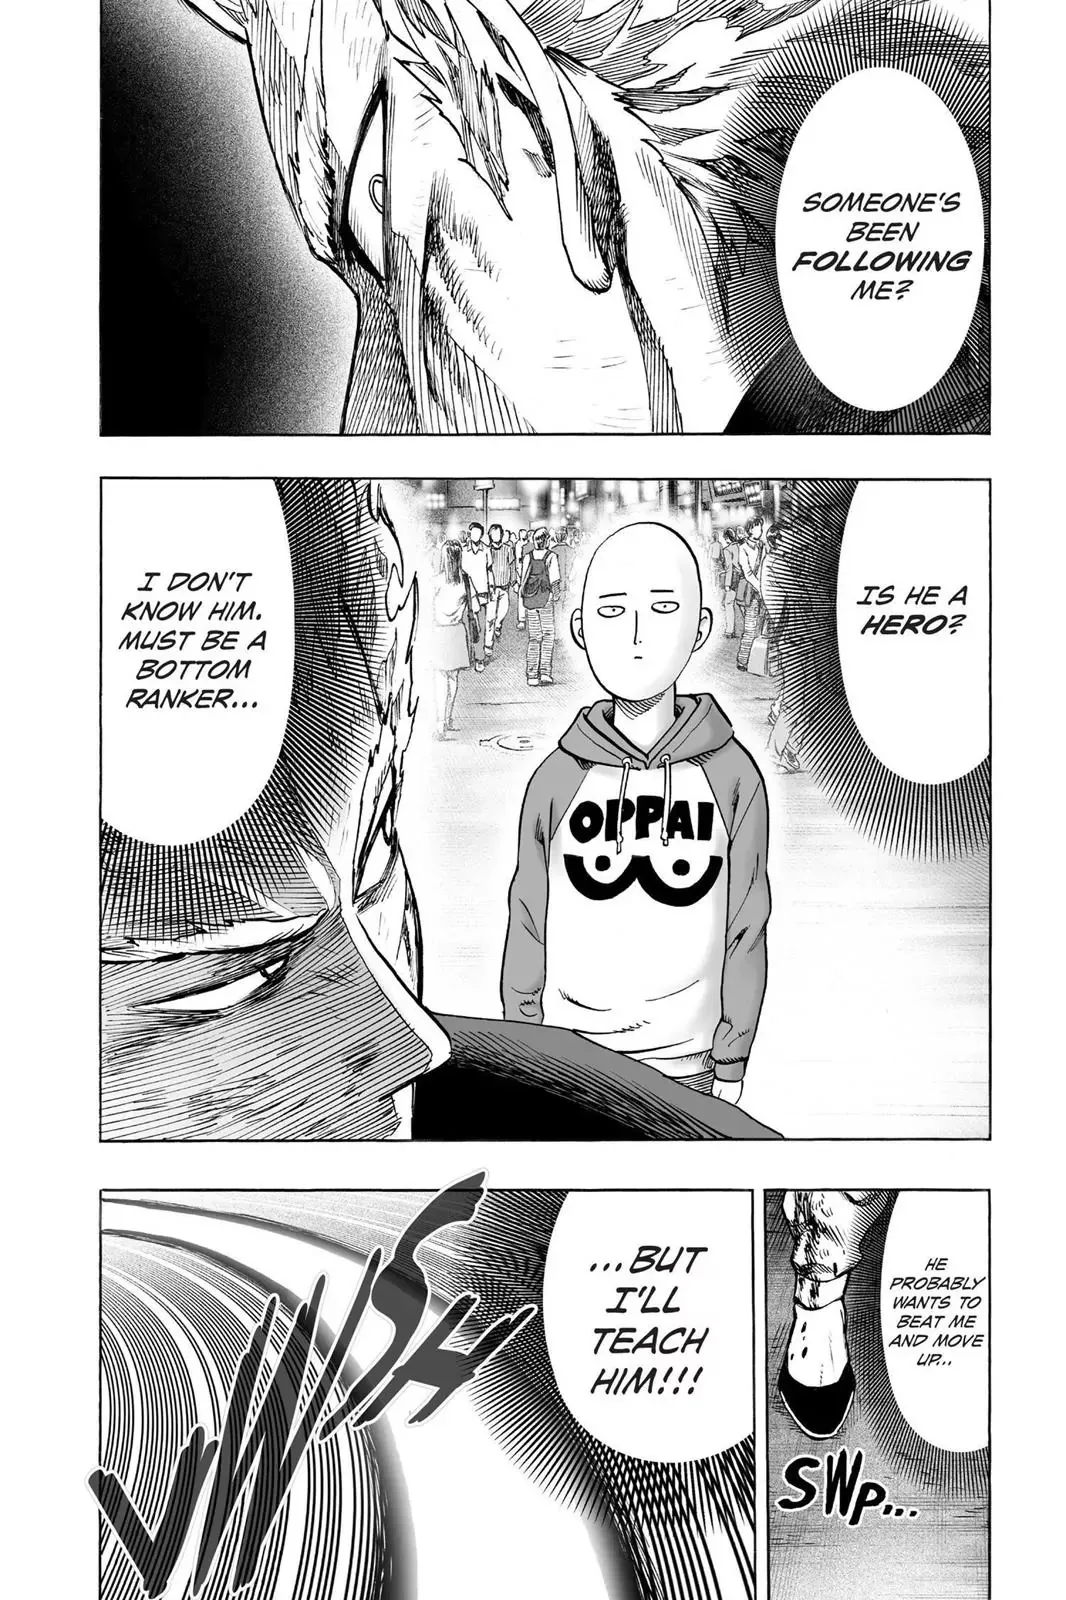 SOMEONE'S
BEEN
FOLLOWING
ME?
IS HE A
HERO?
I DON'T
KNOW HIM.
MUST BE A
BOTTOM
RANKER...
OPPAI
HE
PROBABLY
WANTS TO
BEAT ME
AND MOVE
UP...
SWP...
...BUT
I'LL
TEACH
HIM!!!
VWISH